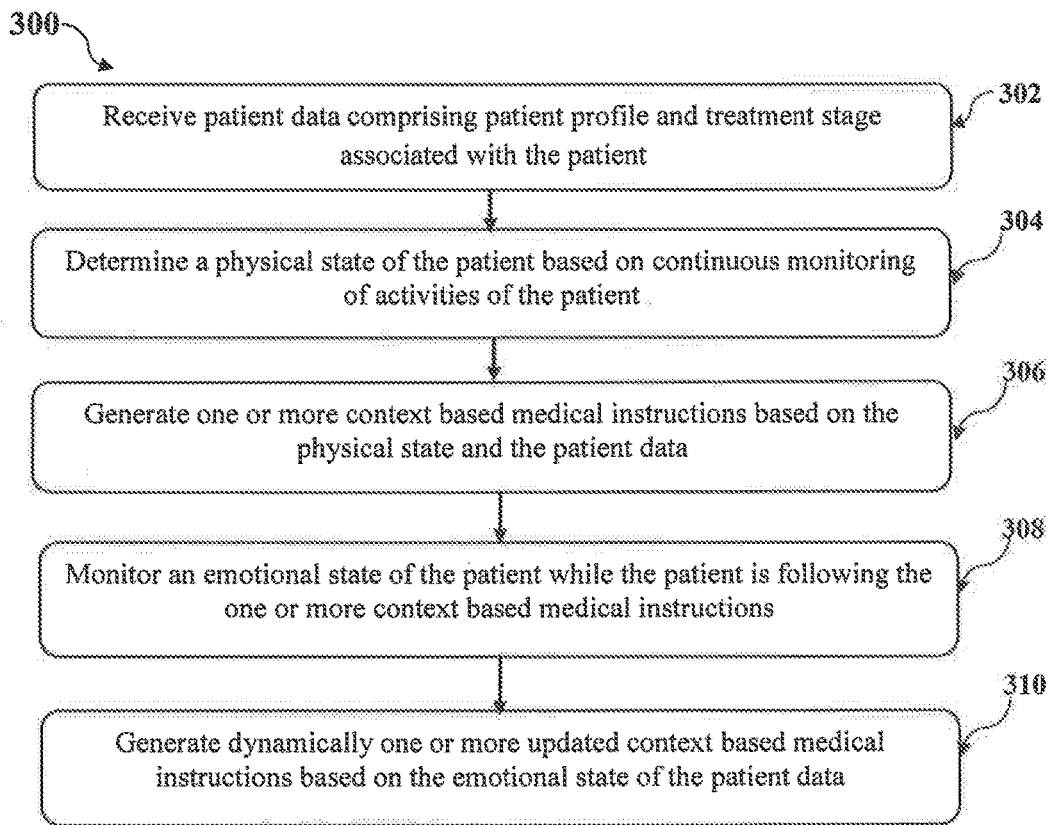 300
302
Receive patient data comprising patient profile and treatment stage
associated with the patient
304
Determine a physical state of the patient based on continuous monitoring
of activities of the patient
306
Generate one or more context based medical instructions based on the
physical state and the patient data
308
Monitor an emotional state of the patient while the patient is following the
one or more context based medical instructions
310
Generate dynamically one or more updated context based medical
instructions based on the emotional state of the patient data